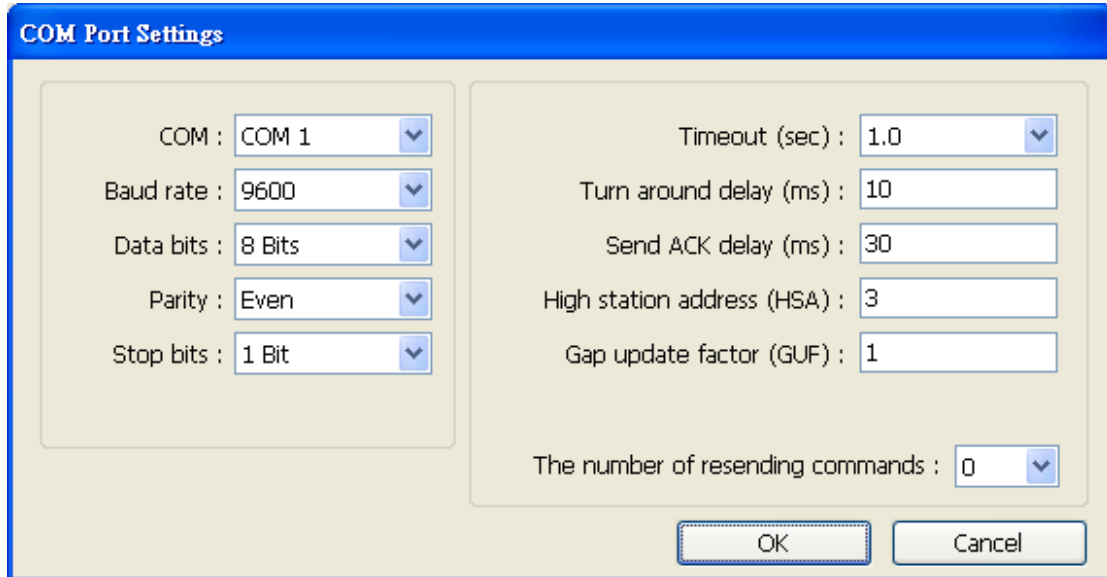 COM Port Settings
COM : COM 1
Baud rate : 9600
Data bits : 8 Bits
Parity : Even
Stop bits : 1 Bit
Timeout (sec) : 1.0
Turn around delay (ms) : 10
Send ACK delay (ms) : 30
High station address (HSA) : 3
Gap update factor (GUF) : 1
The number of resending commands : 0
OK Cancel